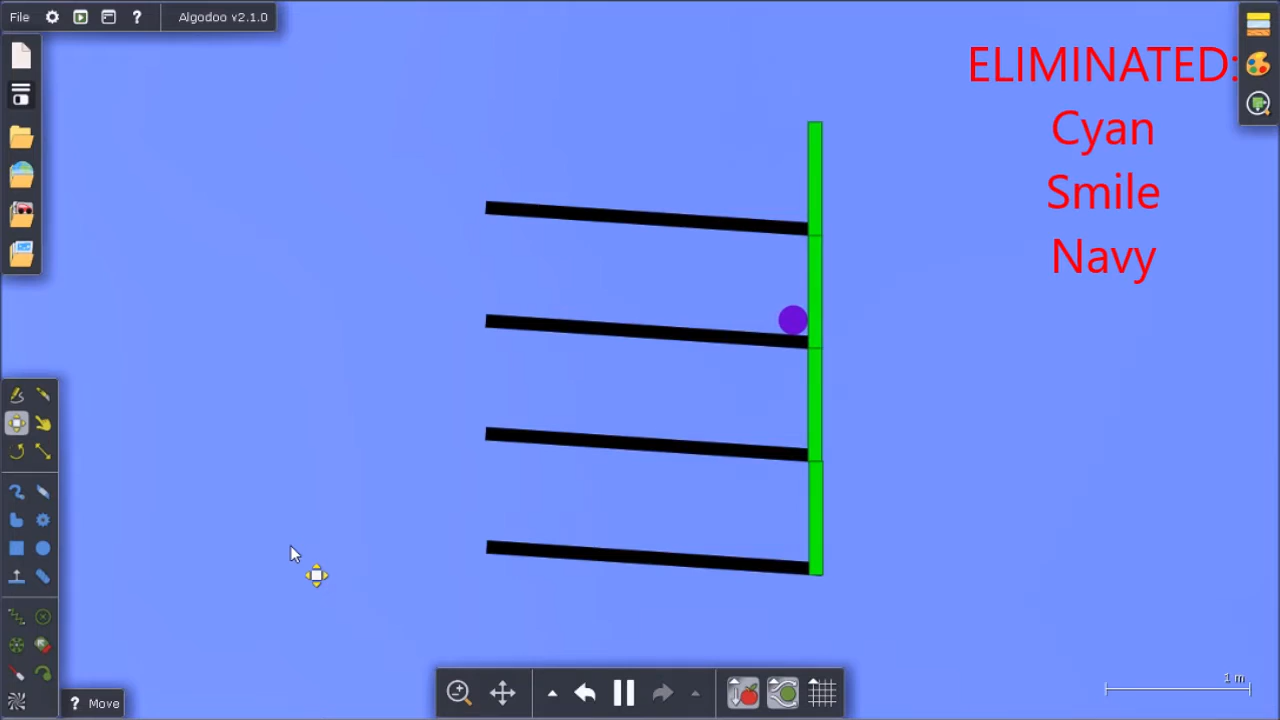 File ? Algodoo v2.1.0
ELIMINATED:
Cyan
Smile
Navy
? Move
1 m